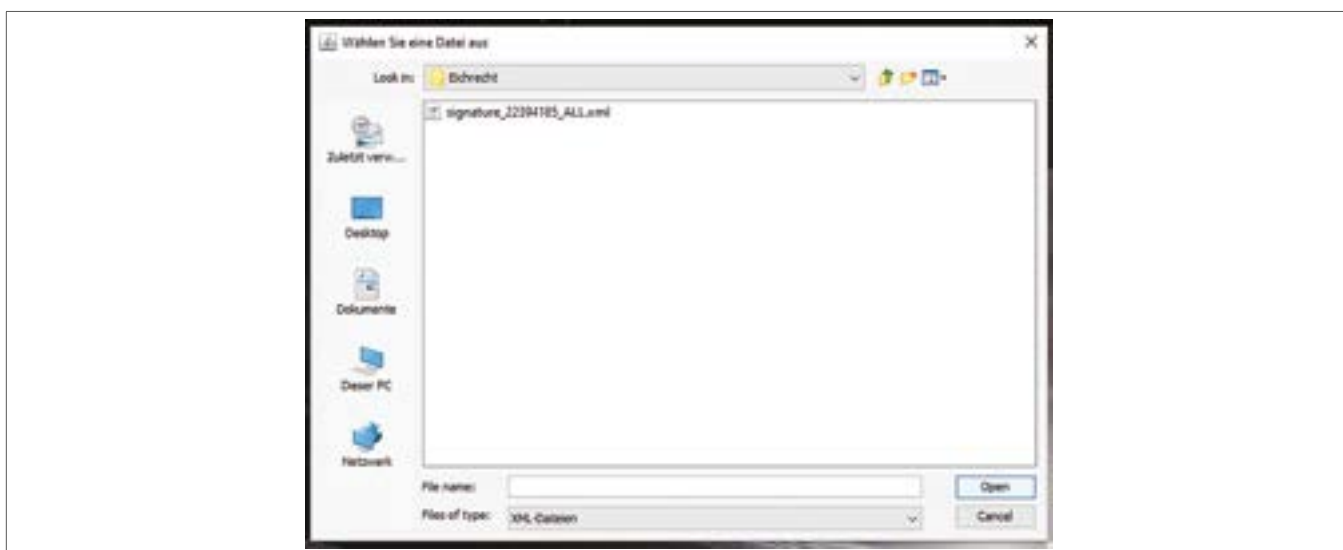 Wählen Sie eine Datei aus
Look in: Eichrecht
signature_22394185_ALL.xml
Zuletzt verw...
Desktop
Dokumente
Dieser PC
Netzwerk
File name:
Open
Files of type: XML-Dateien
Cancel